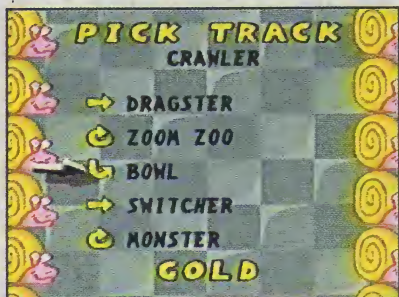 PICK TRACK
CRAWLER
DRAGSTER
ZOOM ZOO
BOWL
SWITCHER
MONSTER
GOLD